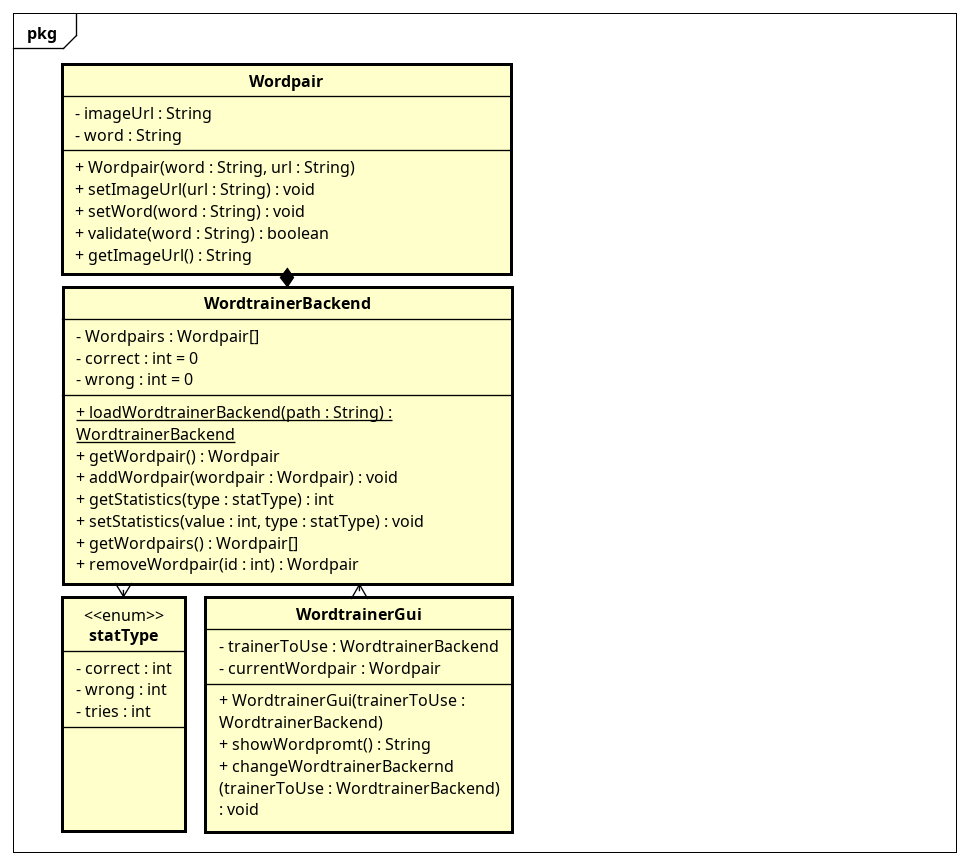 pkg
Wordpair
- imageUrl : String
- word : String
+ Wordpair(word : String, url : String)
+ setImageUrl(url : String) : void
+ setWord(word : String) : void
+ validate(word : String) : boolean
+ getImageUrl() : String
WordtrainerBackend
- Wordpairs : Wordpair[]
- correct : int = 0
- wrong : int = 0
+ loadWordtrainerBackend(path : String) :
WordtrainerBackend
+ getWordpair() : Wordpair
+ addWordpair(wordpair : Wordpair) : void
+ getStatistics(type : statType) : int
+ setStatistics(value : int, type : statType) : void
+ getWordpairs() : Wordpair[]
+ removeWordpair(id : int) : Wordpair
<<enum>>
statType
- correct : int
- wrong : int
- tries : int
WordtrainerGui
- trainerToUse : WordtrainerBackend
- currentWordpair : Wordpair
+ WordtrainerGui(trainerToUse :
WordtrainerBackend)
+ showWordpromt() : String
+ changeWordtrainerBackernd
(trainerToUse : WordtrainerBackend)
: void